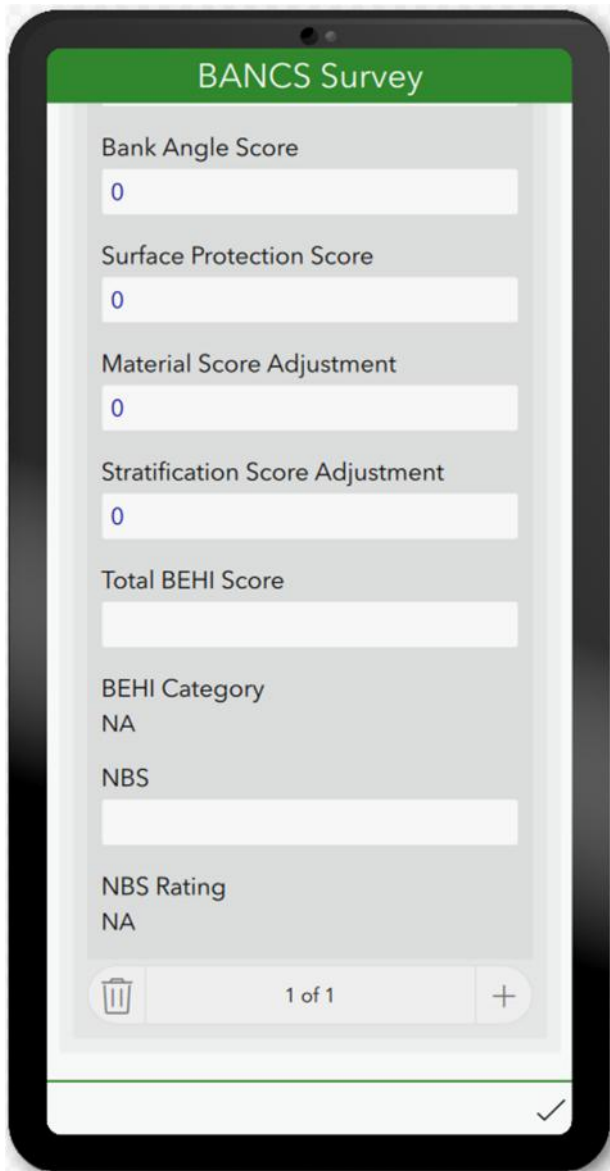 BANCS Survey
Bank Angle Score
0
Surface Protection Score
0
Material Score Adjustment
0
Stratification Score Adjustment
0
Total BEHI Score
BEHI Category
NA
NBS
NBS Rating
NA
1 of 1